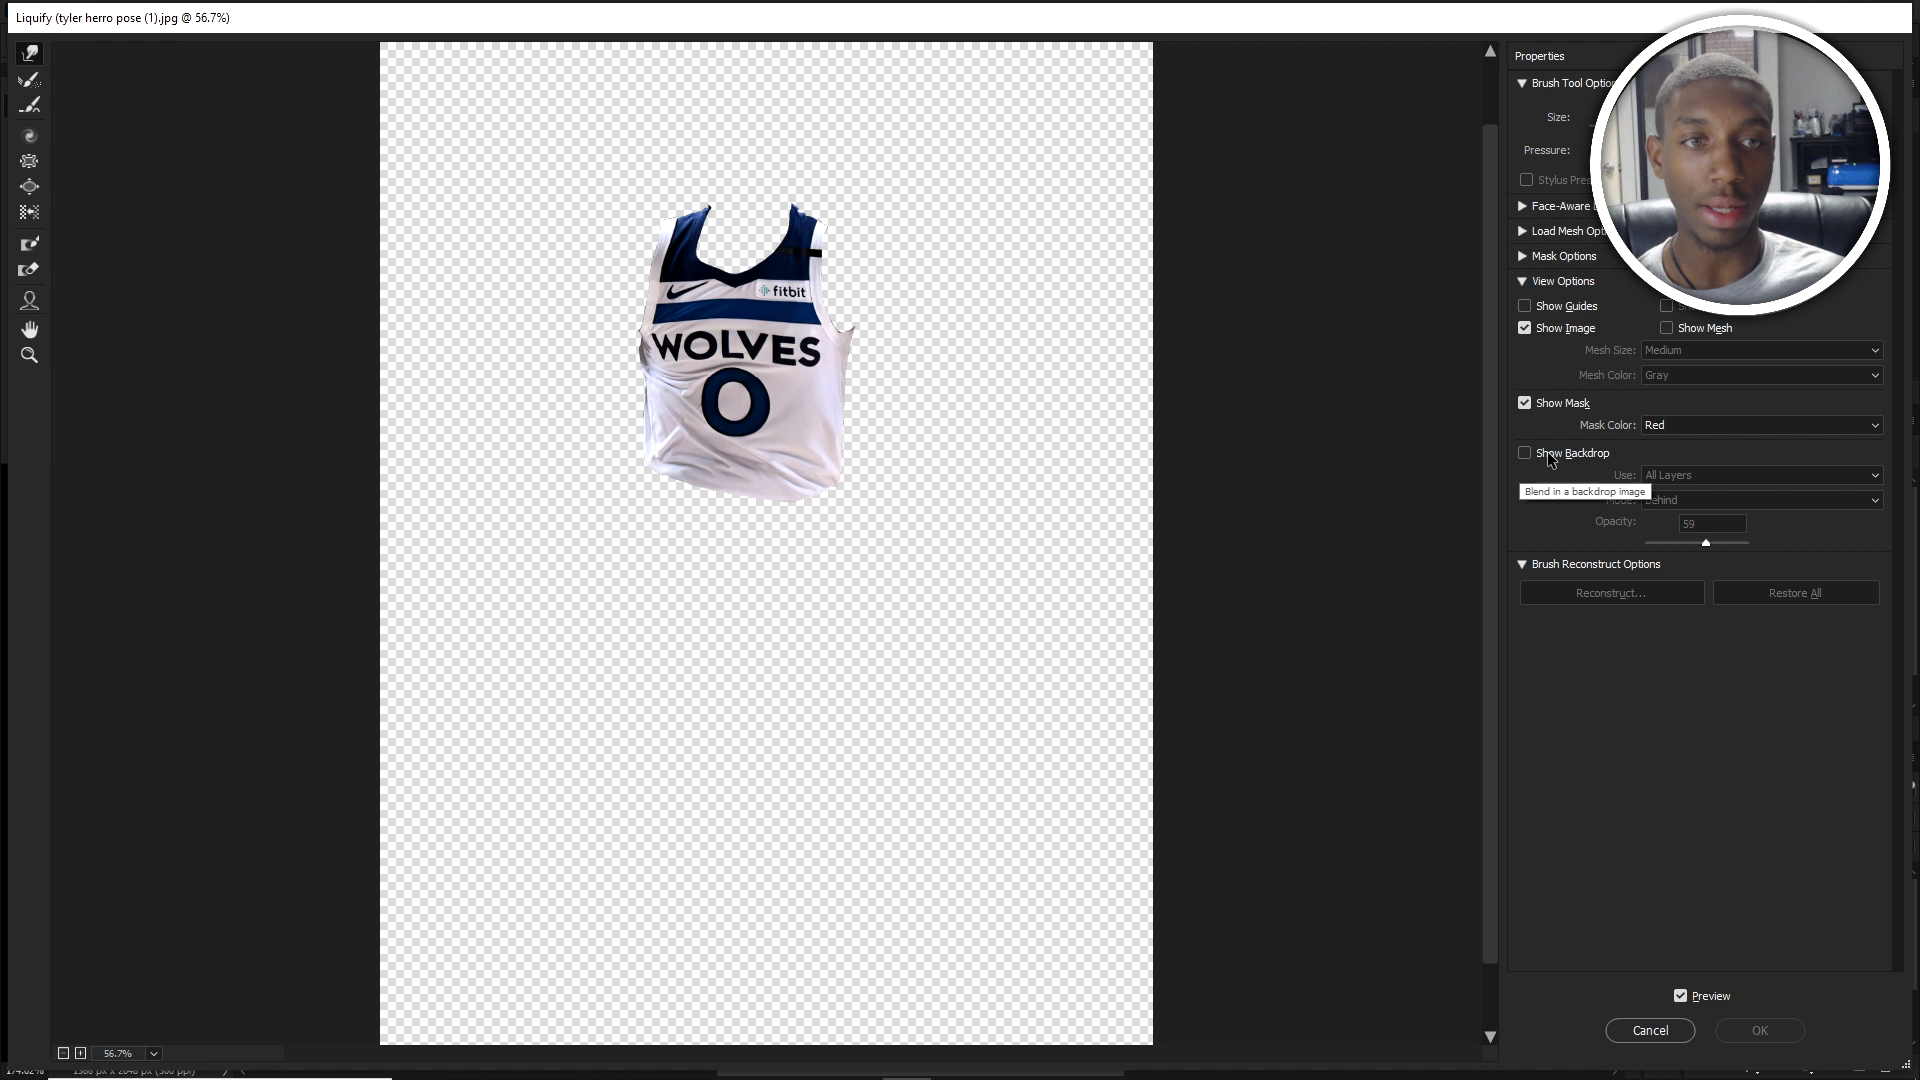 Liquify (tyler herro pose (1).jpg @ 56.7%)
Properties
Brush Tool Optio
Size:
Pressure:
Stylus Pres
Face-Aware
Load Mesh Opt
Mask Options
View Options
Show Guides
Show Image
Show Mesh
Mesh Size: Medium
Mesh Color: Gray
Show Mask
Mask Color: Red
Show Backdrop
Use: All Layers
Blend in a backdrop image
Behind
Opacity: 59
Brush Reconstruct Options
Reconstruct... Restore All
fitbit
WOLVES
0
Preview
Cancel OK
56.7%